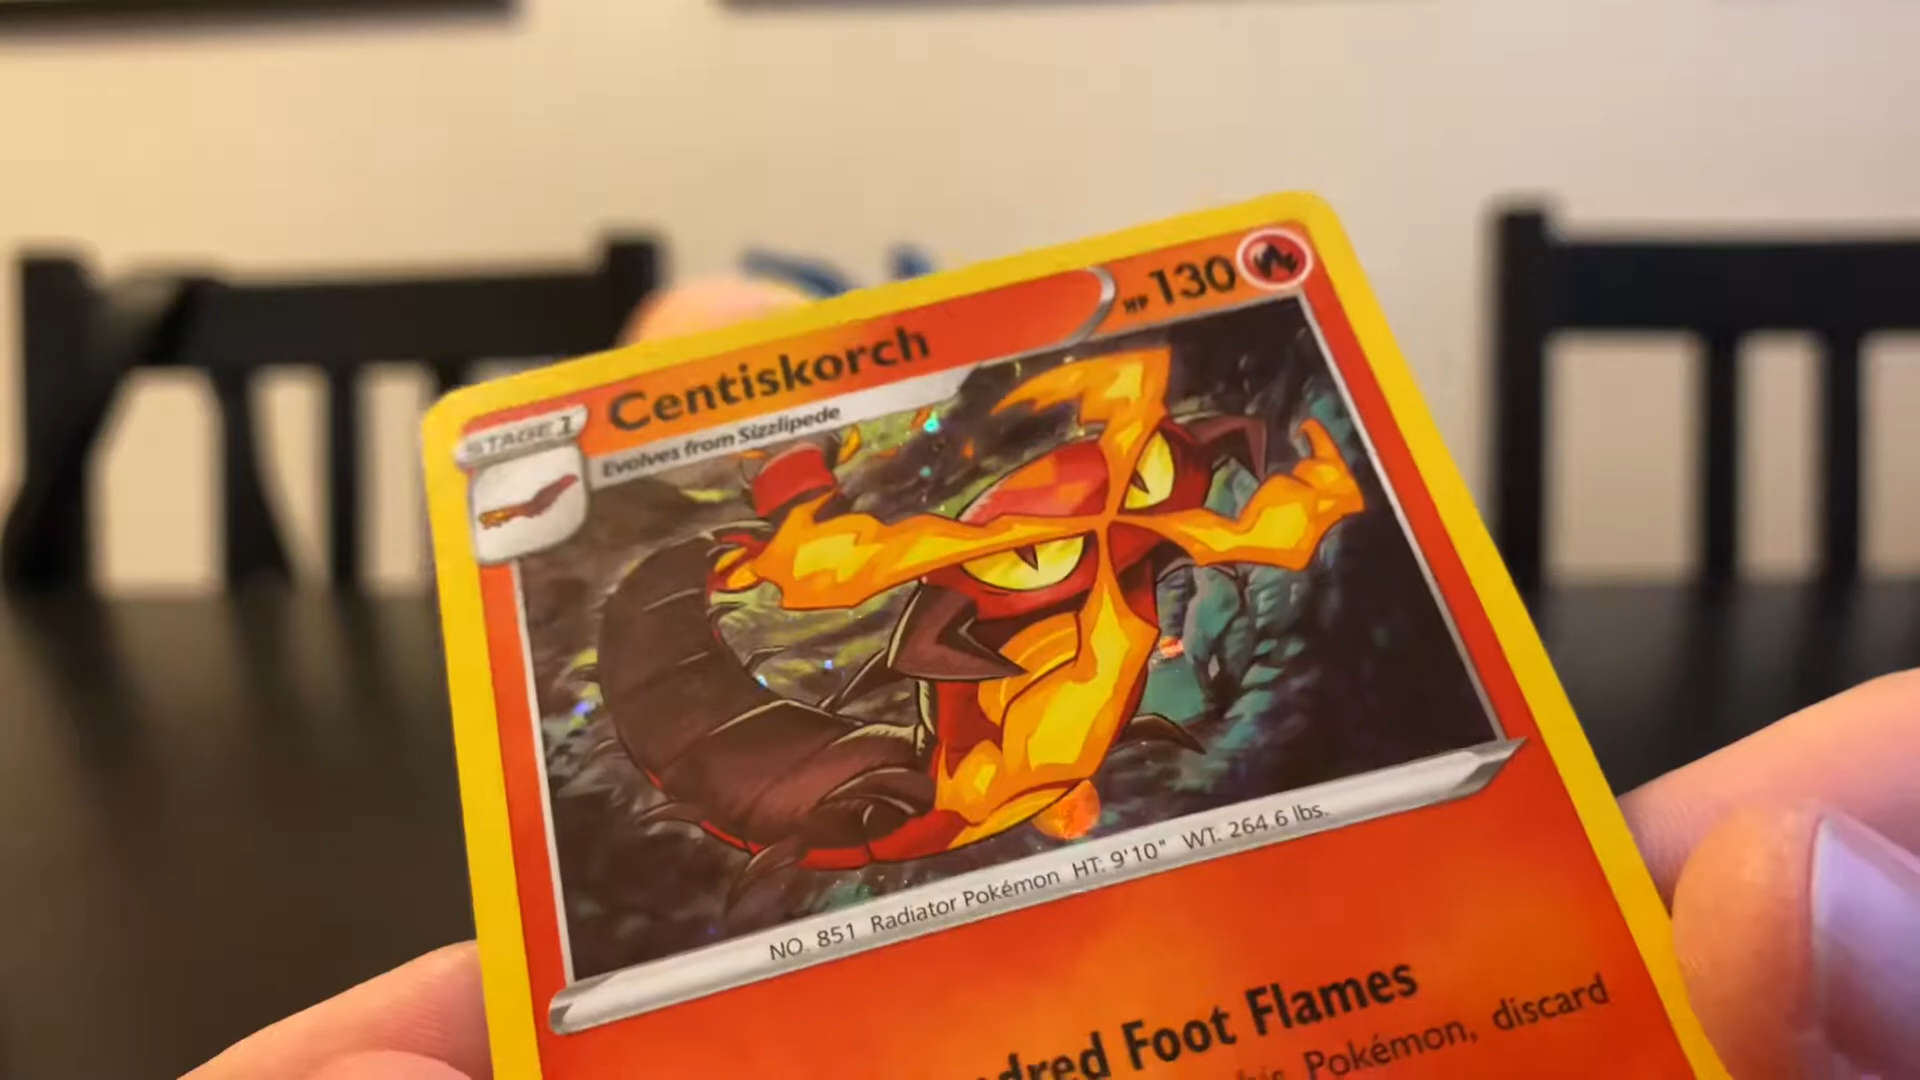 STAGE 1
Centiskorch
HP 130
Evolves from Sizzlipede
NO. 851 Radiator Pokémon HT: 9'10" WT: 264.6 lbs.
Foot Flames
Pokémon, discard